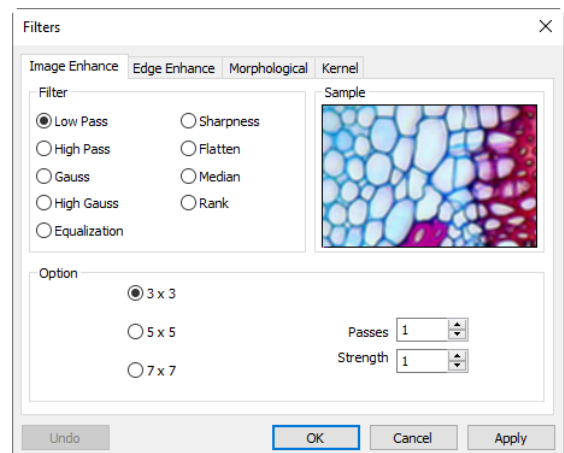 Filters
Image Enhance Edge Enhance Morphological Kernel
Filter
Low Pass
High Pass
Gauss
High Gauss
Equalization
Sharpness
Flatten
Median
Rank
Sample
Option
3 x 3
5 x 5
7 x 7
Passes 1
Strength 1
Undo OK Cancel Apply